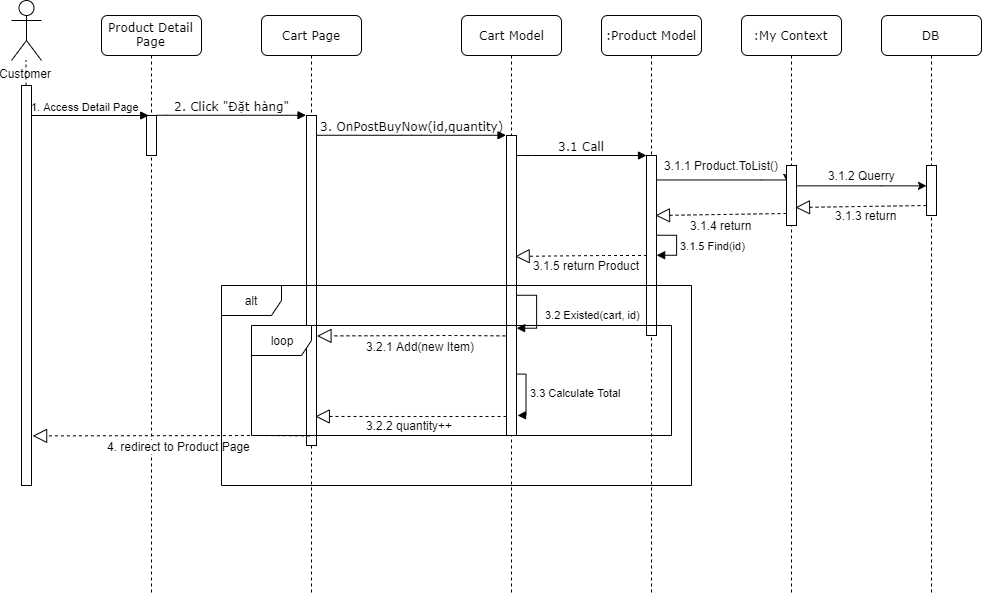 Product Detail
Page
Cart Page
Cart Model
:Product Model
:My Context
DB
Customer
1. Access Detail Page
2. Click "Đặt hàng"
3. OnPostBuyNow(id,quantity)
3.1 Call
3.1.1 Product.ToList()
3.1.2 Querry
3.1.3 return
3.1.4 return
3.1.5 Find(id)
3.1.5 return Product
alt
3.2 Existed(cart, id)
loop
3.2.1 Add(new Item)
3.3 Calculate Total
3.2.2 quantity++
4. redirect to Product Page